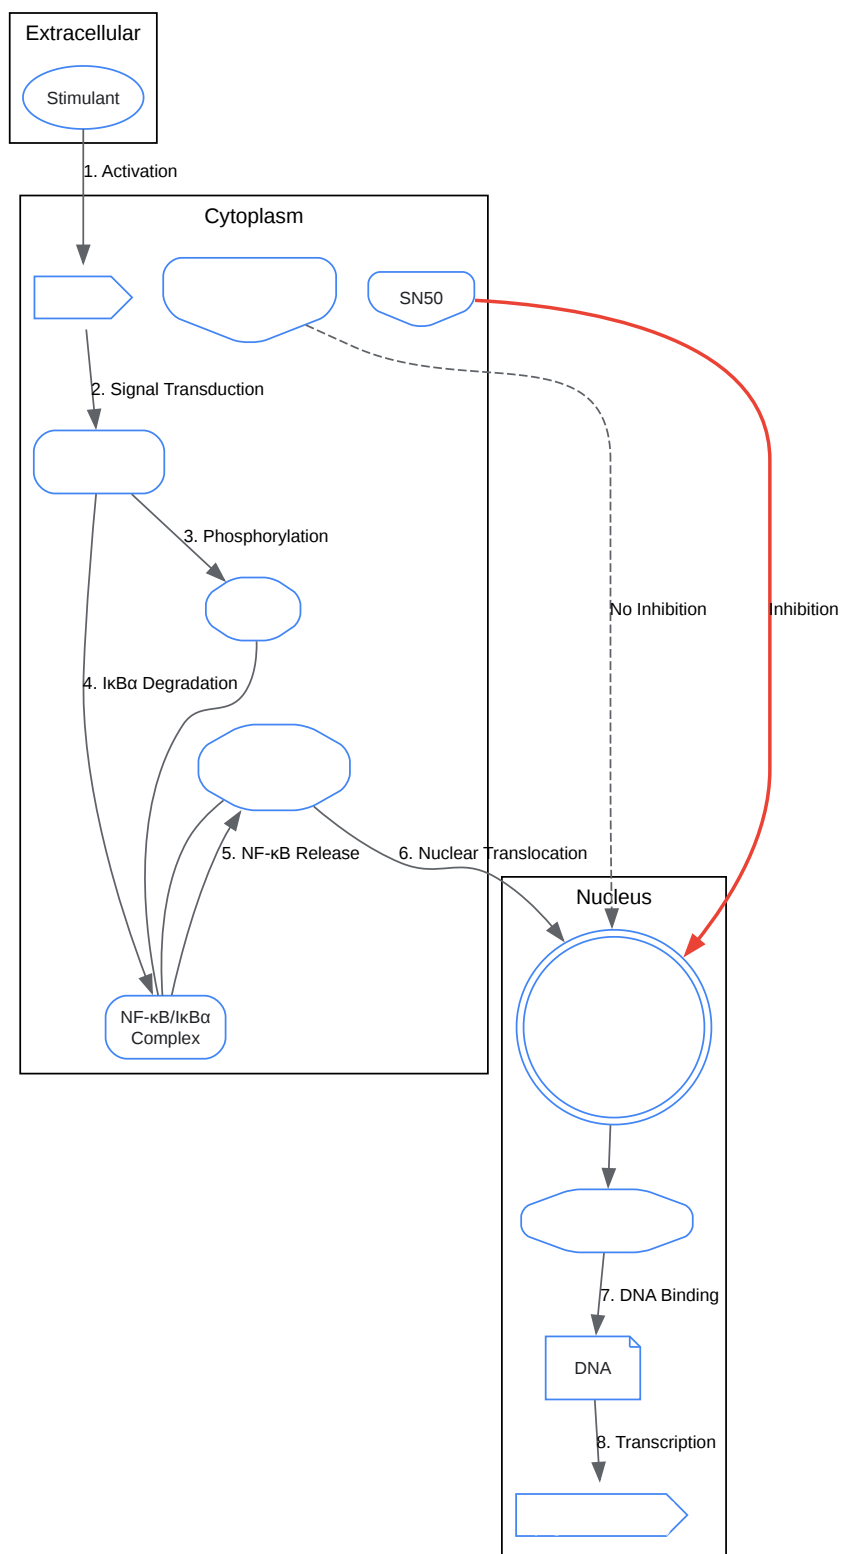 Extracellular
Stimulant
1. Activation
Cytoplasm
SN50
2. Signal Transduction
3. Phosphorylation
No Inhibition
Inhibition
4. IκBα Degradation
5. NF-κB Release
6. Nuclear Translocation
Nucleus
NF-κB/IκBα
Complex
7. DNA Binding
DNA
8. Transcription